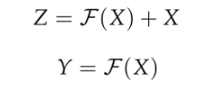 Z = ℱ(X) + X
Y = ℱ(X)